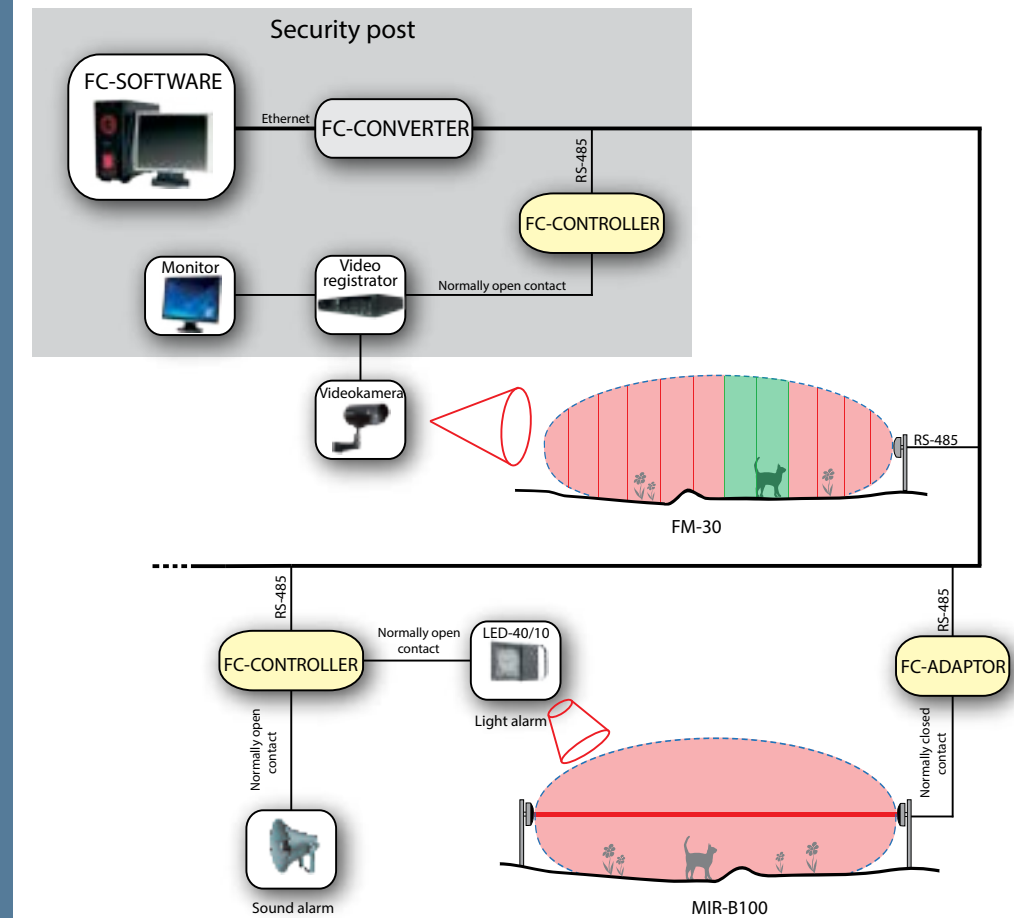 Security post
FC-SOFTWARE
Ethernet
FC-CONVERTER
RS-485
FC-CONTROLLER
Monitor
Video
registrator
Normally open contact
Videokamera
RS-485
FM-30
RS-485
FC-CONTROLLER
Normally open
contact
LED-40/10
Light alarm
RS-485
FC-ADAPTOR
Normally open
contact
Normally closed
contact
Sound alarm
MIR-B100